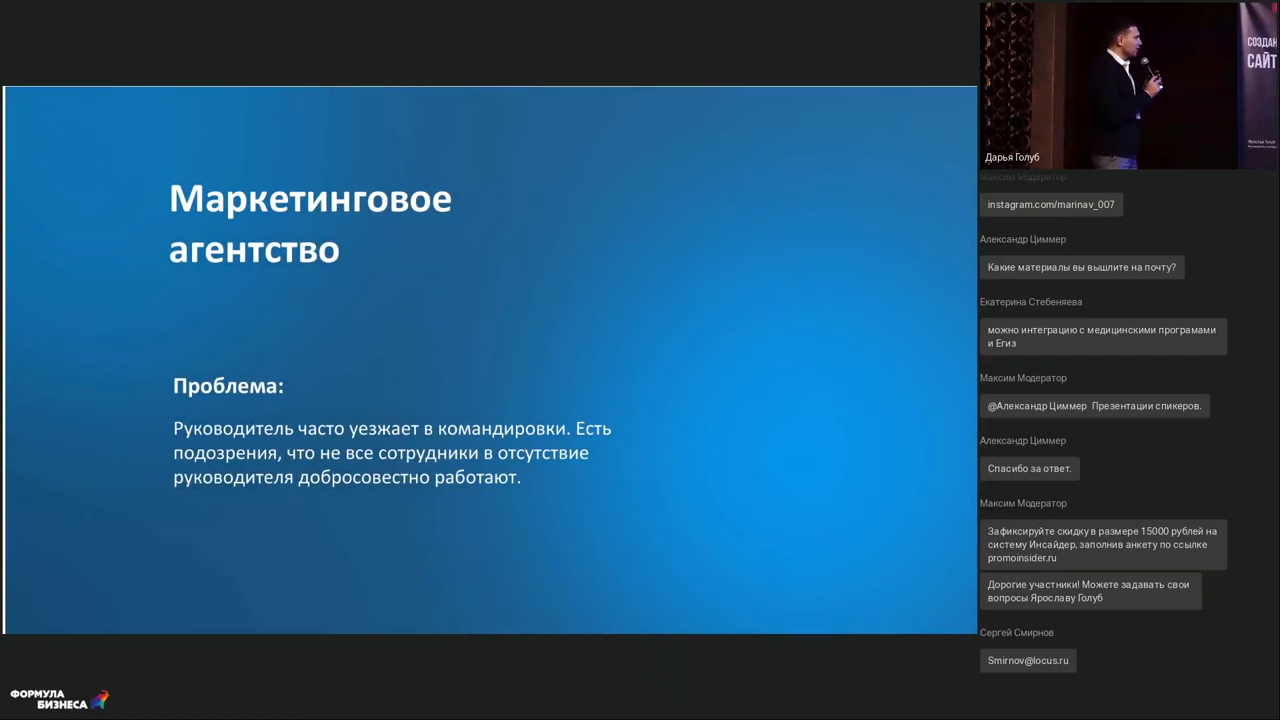 Маркетинговое
агентство
Проблема:
Руководитель часто уезжает в командировки. Есть
подозрения, что не все сотрудники в отсутствие
руководителя добросовестно работают.
ФОРМУЛА
БИЗНЕСА
СОЗДАН
САЙТ
Дарья Голуб
Максим Модератор
instagram.com/marinav_007
Александр Циммер
Какие материалы вы вышлите на почту?
Екатерина Стебеняева
можно интеграцию с медицинскими програмами
и Егиз
Максим Модератор
@Александр Циммер Презентации спикеров.
Александр Циммер
Спасибо за ответ.
Максим Модератор
Зафиксируйте скидку в размере 15000 рублей на
систему Инсайдер, заполнив анкету по ссылке
promoinsider.ru
Дорогие участники! Можете задавать свои
вопросы Ярославу Голуб
Сергей Смирнов
Smirnov@locus.ru